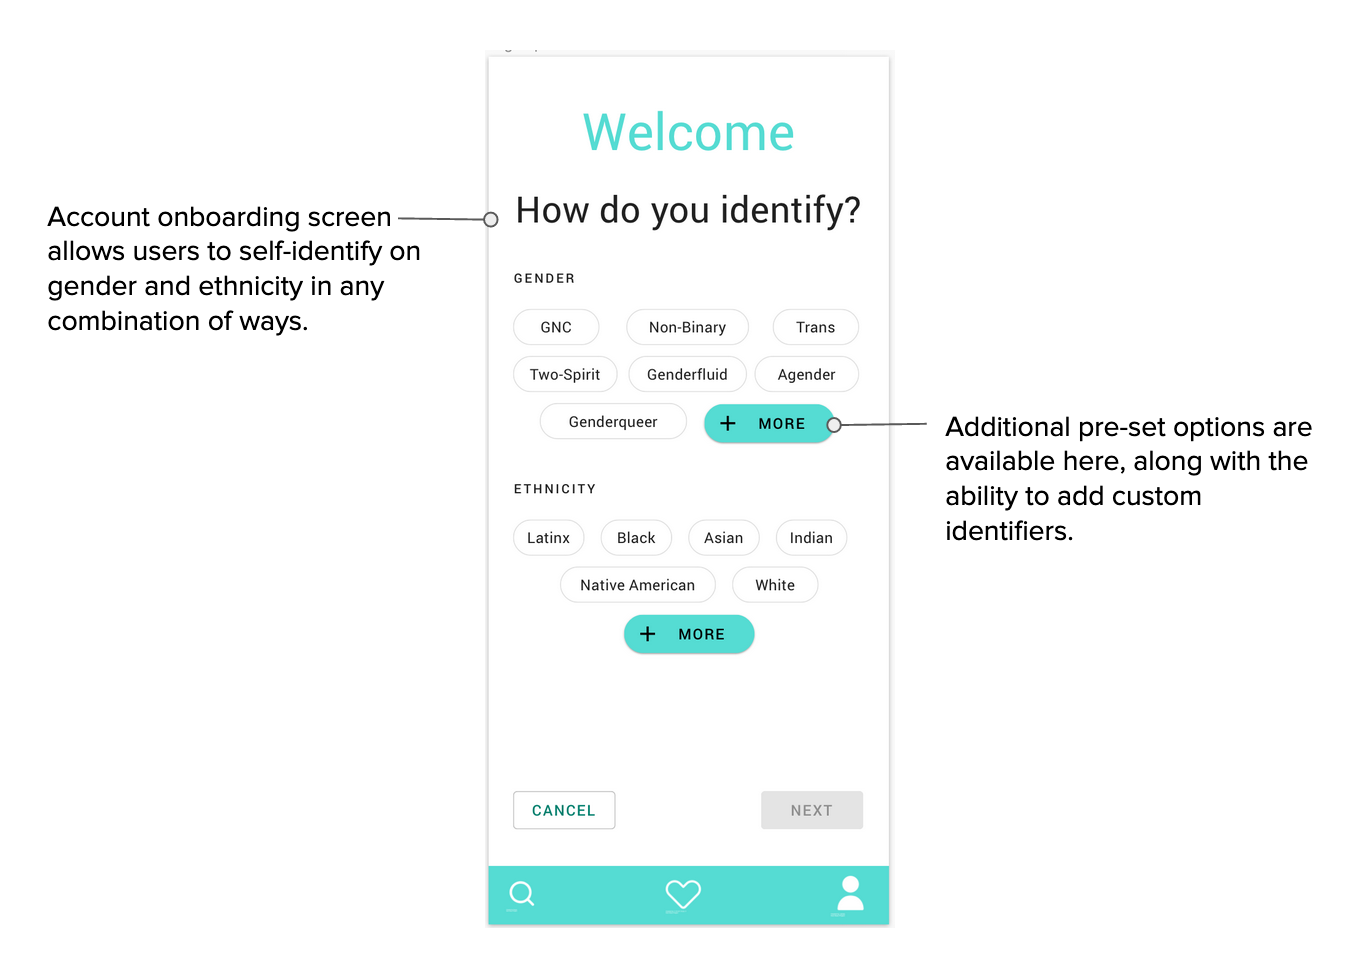 Welcome
How do you identify?
Account onboarding screen
allows users to self-identify on
gender and ethnicity in any
combination of ways.
GENDER
GNC Non-Binary Trans
Two-Spirit Genderfluid Agender
Genderqueer + MORE
Additional pre-set options are
available here, along with the
ability to add custom
identifiers.
ETHNICITY
Latinx Black Asian Indian
Native American White
+ MORE
CANCEL NEXT